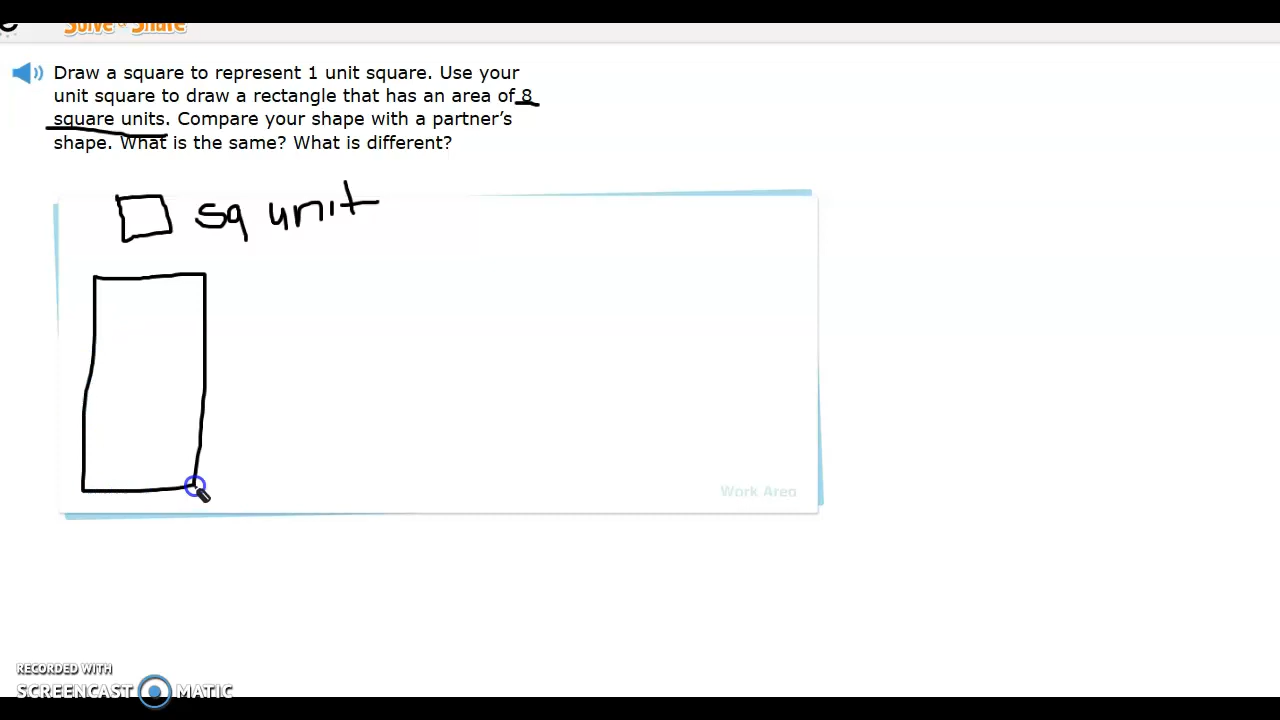 Solve & Share
Draw a square to represent 1 unit square. Use your
unit square to draw a rectangle that has an area of 8
square units. Compare your shape with a partner’s
shape. What is the same? What is different?
sq unit
Work Area
RECORDED WITH
SCREENCAST MATIC